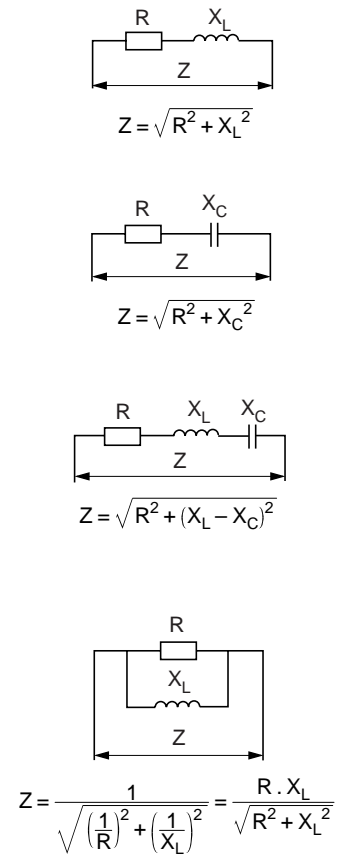 R X_L
Z
Z = √(R² + X_L²)
R X_C
Z
Z = √(R² + X_C²)
R X_L X_C
Z
Z = √(R² + (X_L – X_C)²)
R
X_L
Z
Z = 1 / √((1/R)² + (1/X_L)²) = R . X_L / √(R² + X_L²)